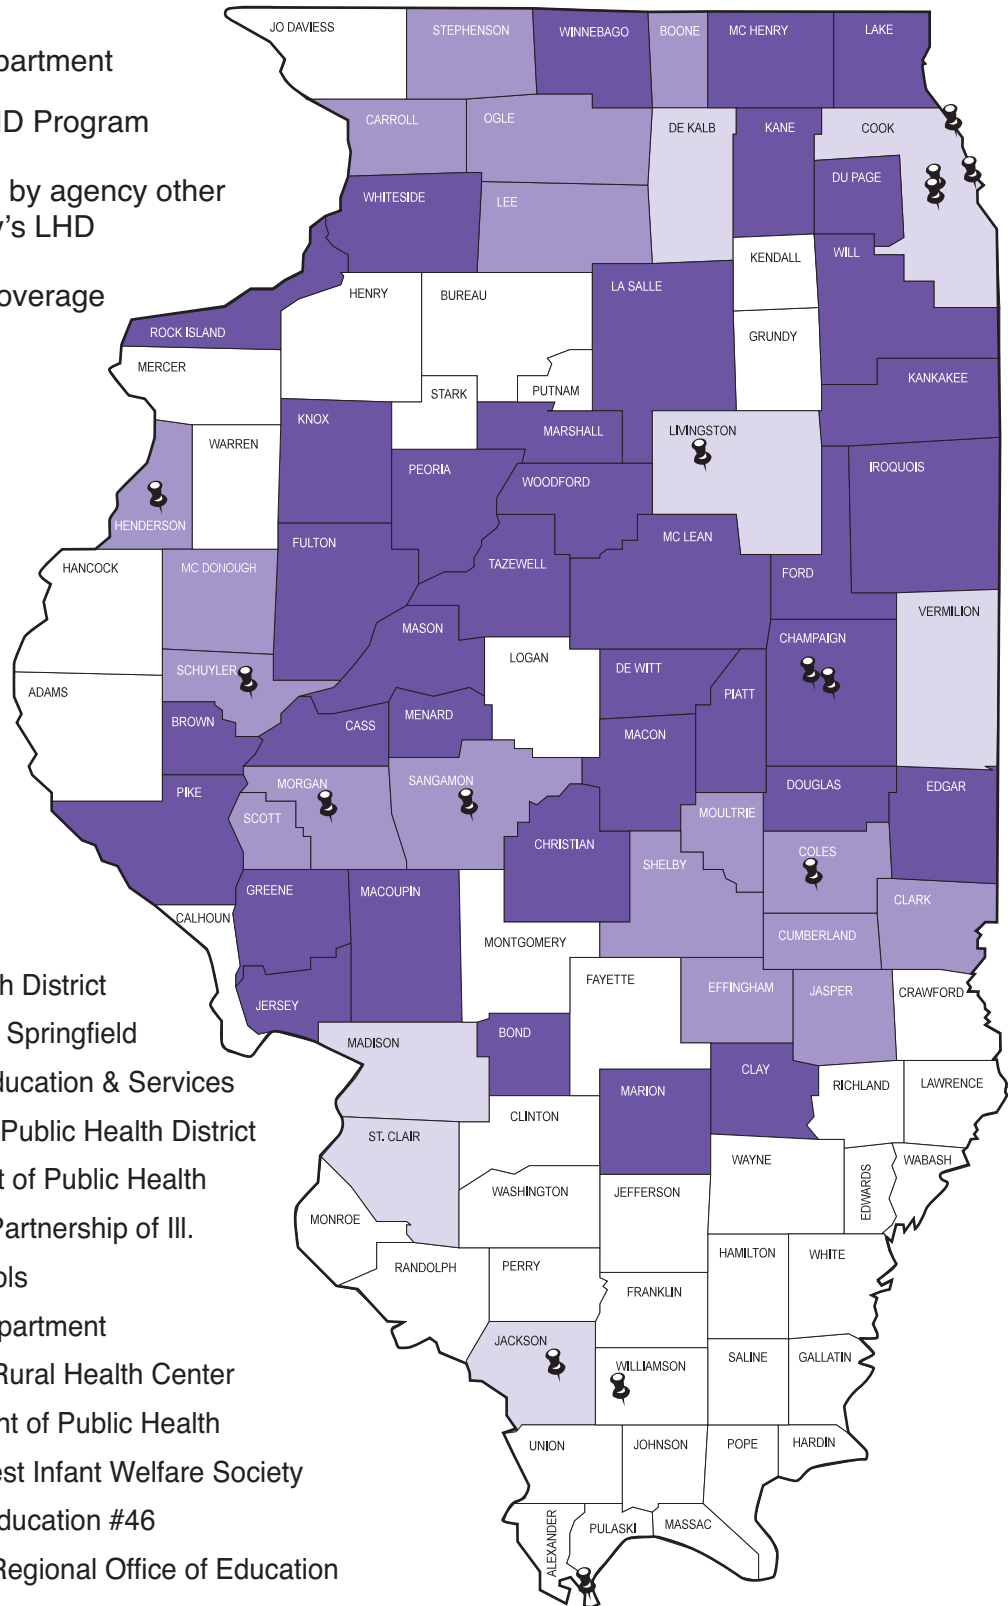 partment
ID Program
by agency other
y's LHD
overage
JO DAVIESS
STEPHENSON
WINNEBAGO
BOONE
MC HENRY
LAKE
CARROLL
OGLE
DE KALB
KANE
COOK
DU PAGE
WHITESIDE
LEE
KENDALL
WILL
HENRY
BUREAU
LA SALLE
ROCK ISLAND
GRUNDY
MERCER
KANKAKEE
STARK
PUTNAM
KNOX
MARSHALL
LIVINGSTON
WARREN
PEORIA
IROQUOIS
WOODFORD
HENDERSON
FULTON
MC LEAN
HANCOCK
MC DONOUGH
TAZEWELL
FORD
VERMILION
MASON
CHAMPAIGN
LOGAN
SCHUYLER
DE WITT
ADAMS
PIATT
BROWN
CASS
MENARD
MACON
PIKE
MORGAN
SANGAMON
DOUGLAS
EDGAR
SCOTT
MOULTRIE
CHRISTIAN
COLES
SHELBY
GREENE
MACOUPIN
CLARK
CALHOUN
MONTGOMERY
CUMBERLAND
FAYETTE
EFFINGHAM
JASPER
CRAWFORD
JERSEY
BOND
MADISON
CLAY
MARION
RICHLAND
LAWRENCE
CLINTON
ST. CLAIR
WAYNE
WABASH
EDWARDS
WASHINGTON
JEFFERSON
MONROE
HAMILTON
WHITE
RANDOLPH
PERRY
FRANKLIN
JACKSON
WILLIAMSON
SALINE
GALLATIN
UNION
JOHNSON
POPE
HARDIN
ALEXANDER
PULASKI
MASSAC
h District
Springfield
ducation & Services
Public Health District
t of Public Health
Partnership of Ill.
ols
partment
Rural Health Center
nt of Public Health
est Infant Welfare Society
ducation #46
Regional Office of Education